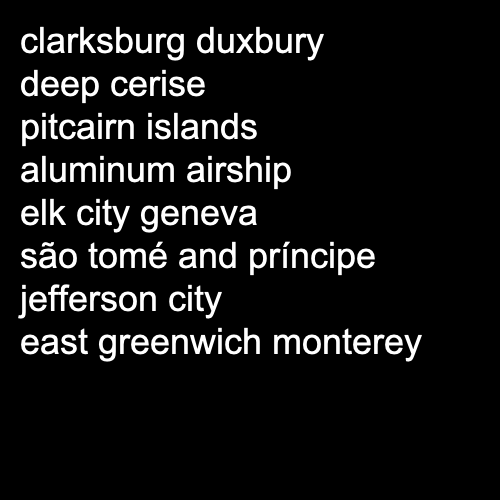 clarksburg duxbury
deep cerise
pitcairn islands
aluminum airship
elk city geneva
são tomé and príncipe
jefferson city
east greenwich monterey